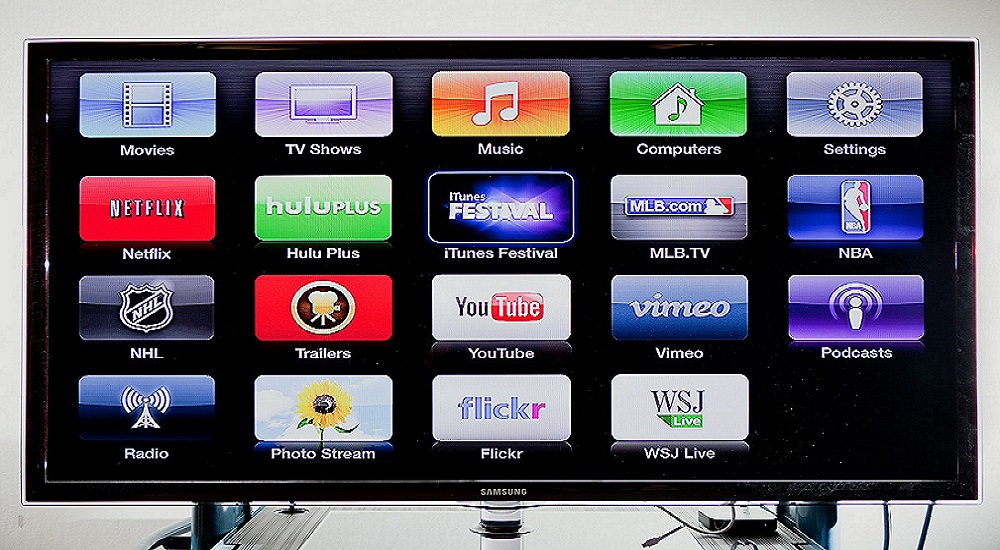 Movies
TV Shows
Music
Computers
Settings
NETFLIX
huluPLUS
iTunes
FESTIVAL
MLB.com
NBA
Netflix
Hulu Plus
iTunes Festival
MLB.TV
NBA
NHL
YouTube
vimeo
NHL
Trailers
YouTube
Vimeo
Podcasts
flickr
WSJ
Live
Radio
Photo Stream
Flickr
WSJ Live
SAMSUNG